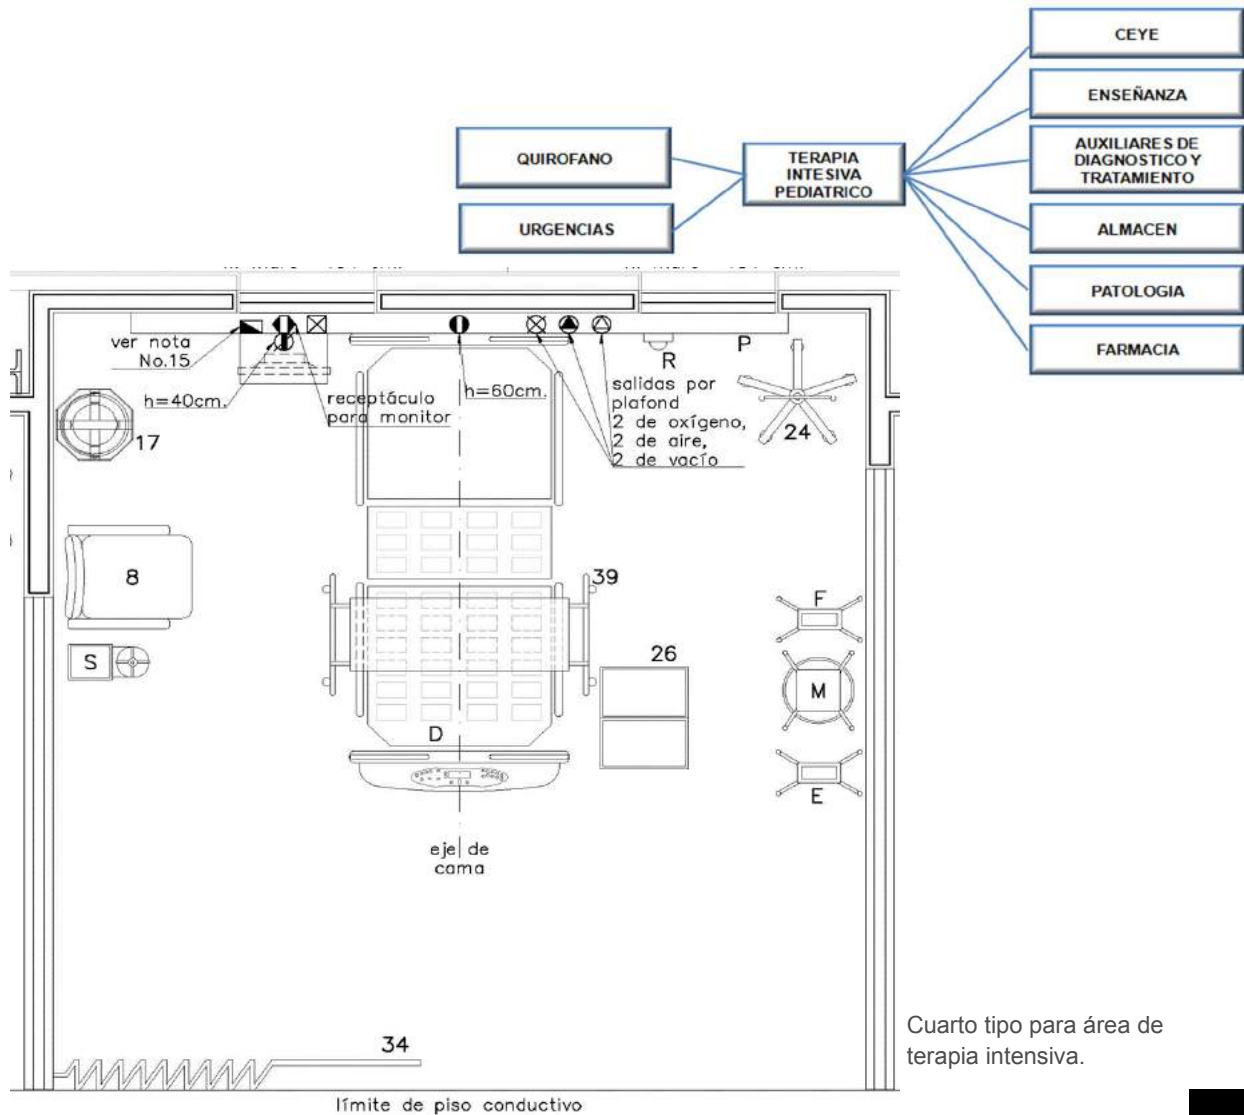 CEYE
ENSEÑANZA
QUIROFANO
TERAPIA
INTESIVA
PEDIATRICO
AUXILIARES DE
DIAGNOSTICO Y
TRATAMIENTO
URGENCIAS
ALMACEN
PATOLOGIA
FARMACIA
ver nota
No.15
h=40cm.
receptáculo
para monitor
h=60cm.
R
P
salidas por
plafond
2 de oxígeno,
2 de aire,
2 de vacío
24
17
8
39
F
S
26
M
D
E
eje de
cama
34
límite de piso conductivo
Cuarto tipo para área de
terapia intensiva.